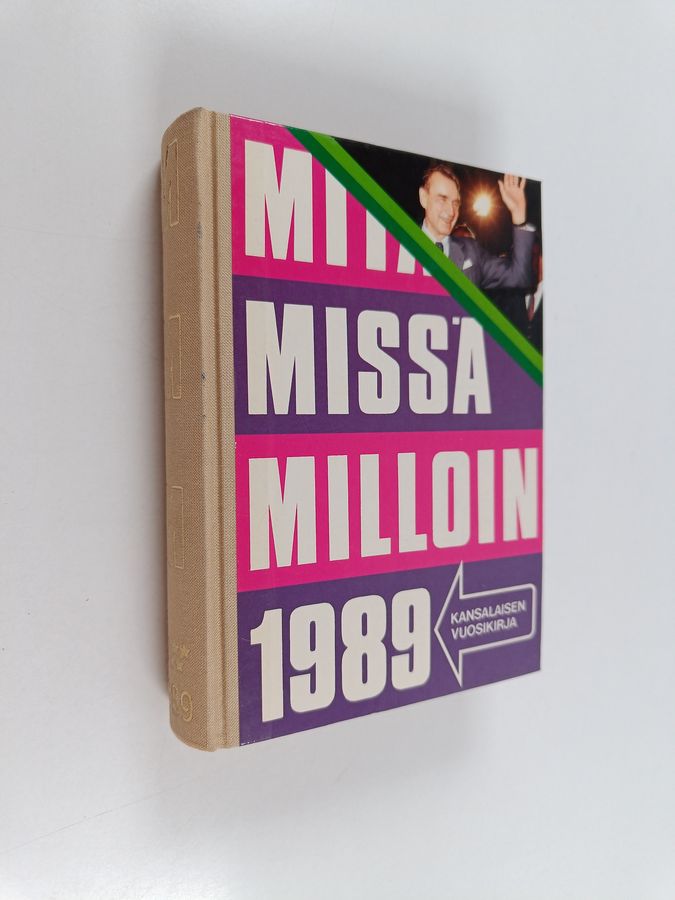 MITÄ
MISSÄ
MILLOIN
1989
KANSALAISEN
VUOSIKIRJA